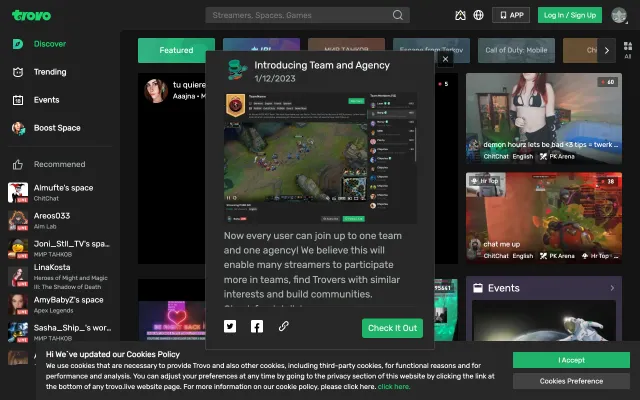 trovo
Streamers, Spaces, Games
APP
Log In / Sign Up
Discover
Trending
Events
Boost Space
Recommened
Almufte's space
ChitChat
LIVE
Areos033
Aim Lab
LIVE
Joni_Stil_TV's spa...
МИР ТАНКОВ
LIVE
LinaKosta
Heroes of Might and Magic
III: The Shadow of Death
LIVE
AmyBabyZ's space
Apex Legends
LIVE
Sasha_Ship_'s wor...
МИР ТАНКОВ
LIVE
Featured
IRL
МИР ТАНКОВ
Escape from Tarkov
Call of Duty: Mobile
All
tu quiere
Aaajna • M
5
Introducing Team and Agency
1/12/2023
Now every user can join up to one team
and one agency! We believe this will
enable many streamers to participate
more in teams, find Trovers with similar
interests and build communities.
Check It Out
60
demon hourz lets be bad <3 tips = twerk ...
ChitChat English PK Arena
Hr Top
38
chat me up
ChitChat English PK Arena Hr Top
Events
Hi We`ve updated our Cookies Policy
We use cookies that are necessary to provide Trovo and also other cookies, including third-party cookies, for functional reasons and for
performance and analysis. You can adjust your preferences at any time by going to the privacy section of this website by clicking the link at
the bottom of any trovo.live website page. For more information on our cookie policy, please click here. click here.
I Accept
Cookies Preference